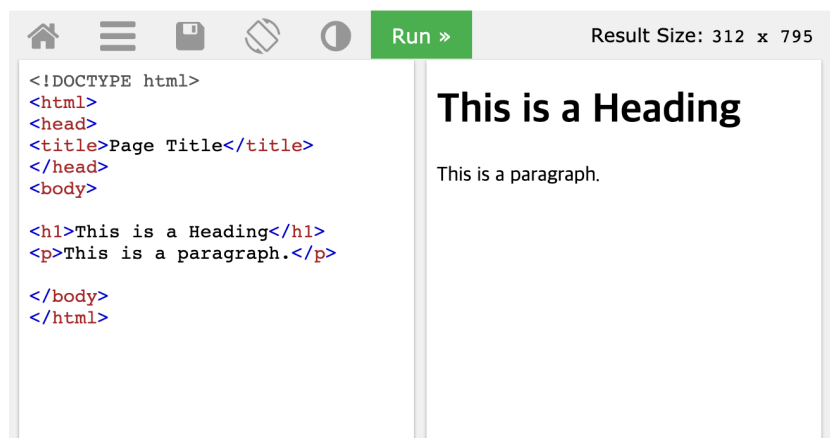 Run »
Result Size: 312 x 795
<!DOCTYPE html>
<html>
<head>
<title>Page Title</title>
</head>
<body>
<h1>This is a Heading</h1>
<p>This is a paragraph.</p>
</body>
</html>
This is a Heading
This is a paragraph.